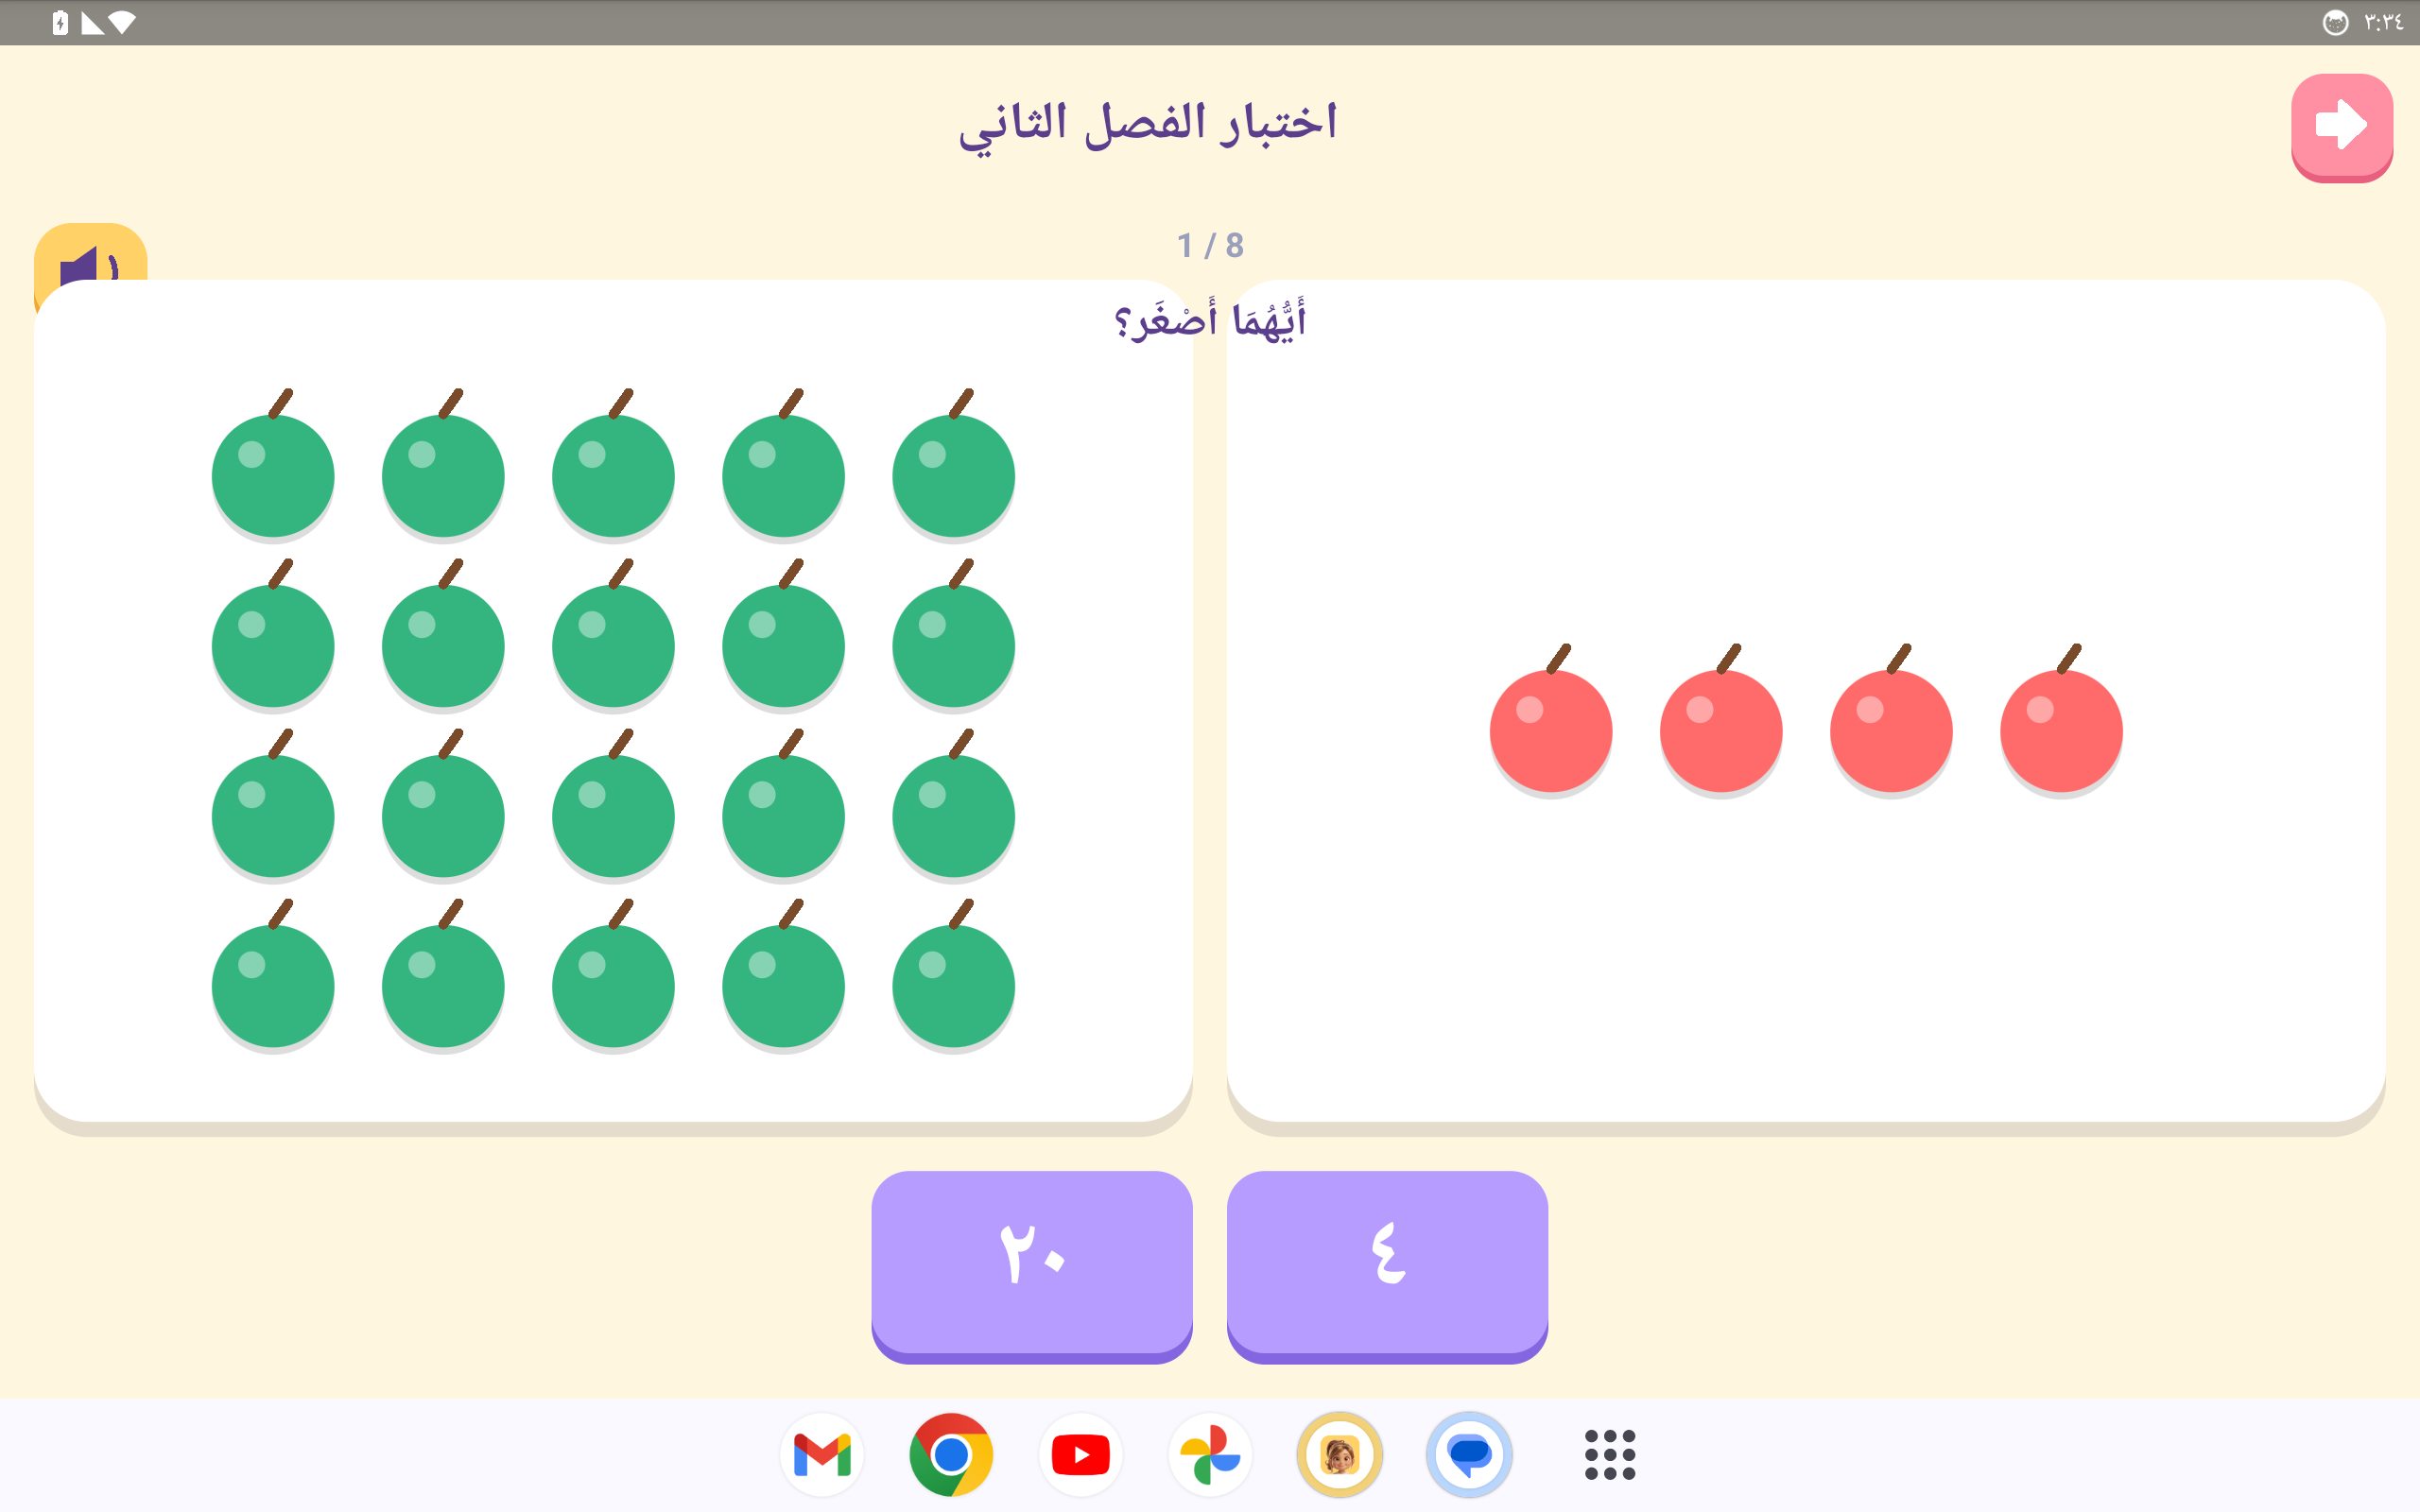 ٣:٣٤
اختبار الفصل الثاني
1 / 8
أَيُّهُمَا أَصْغَر؟
٤
٢٠